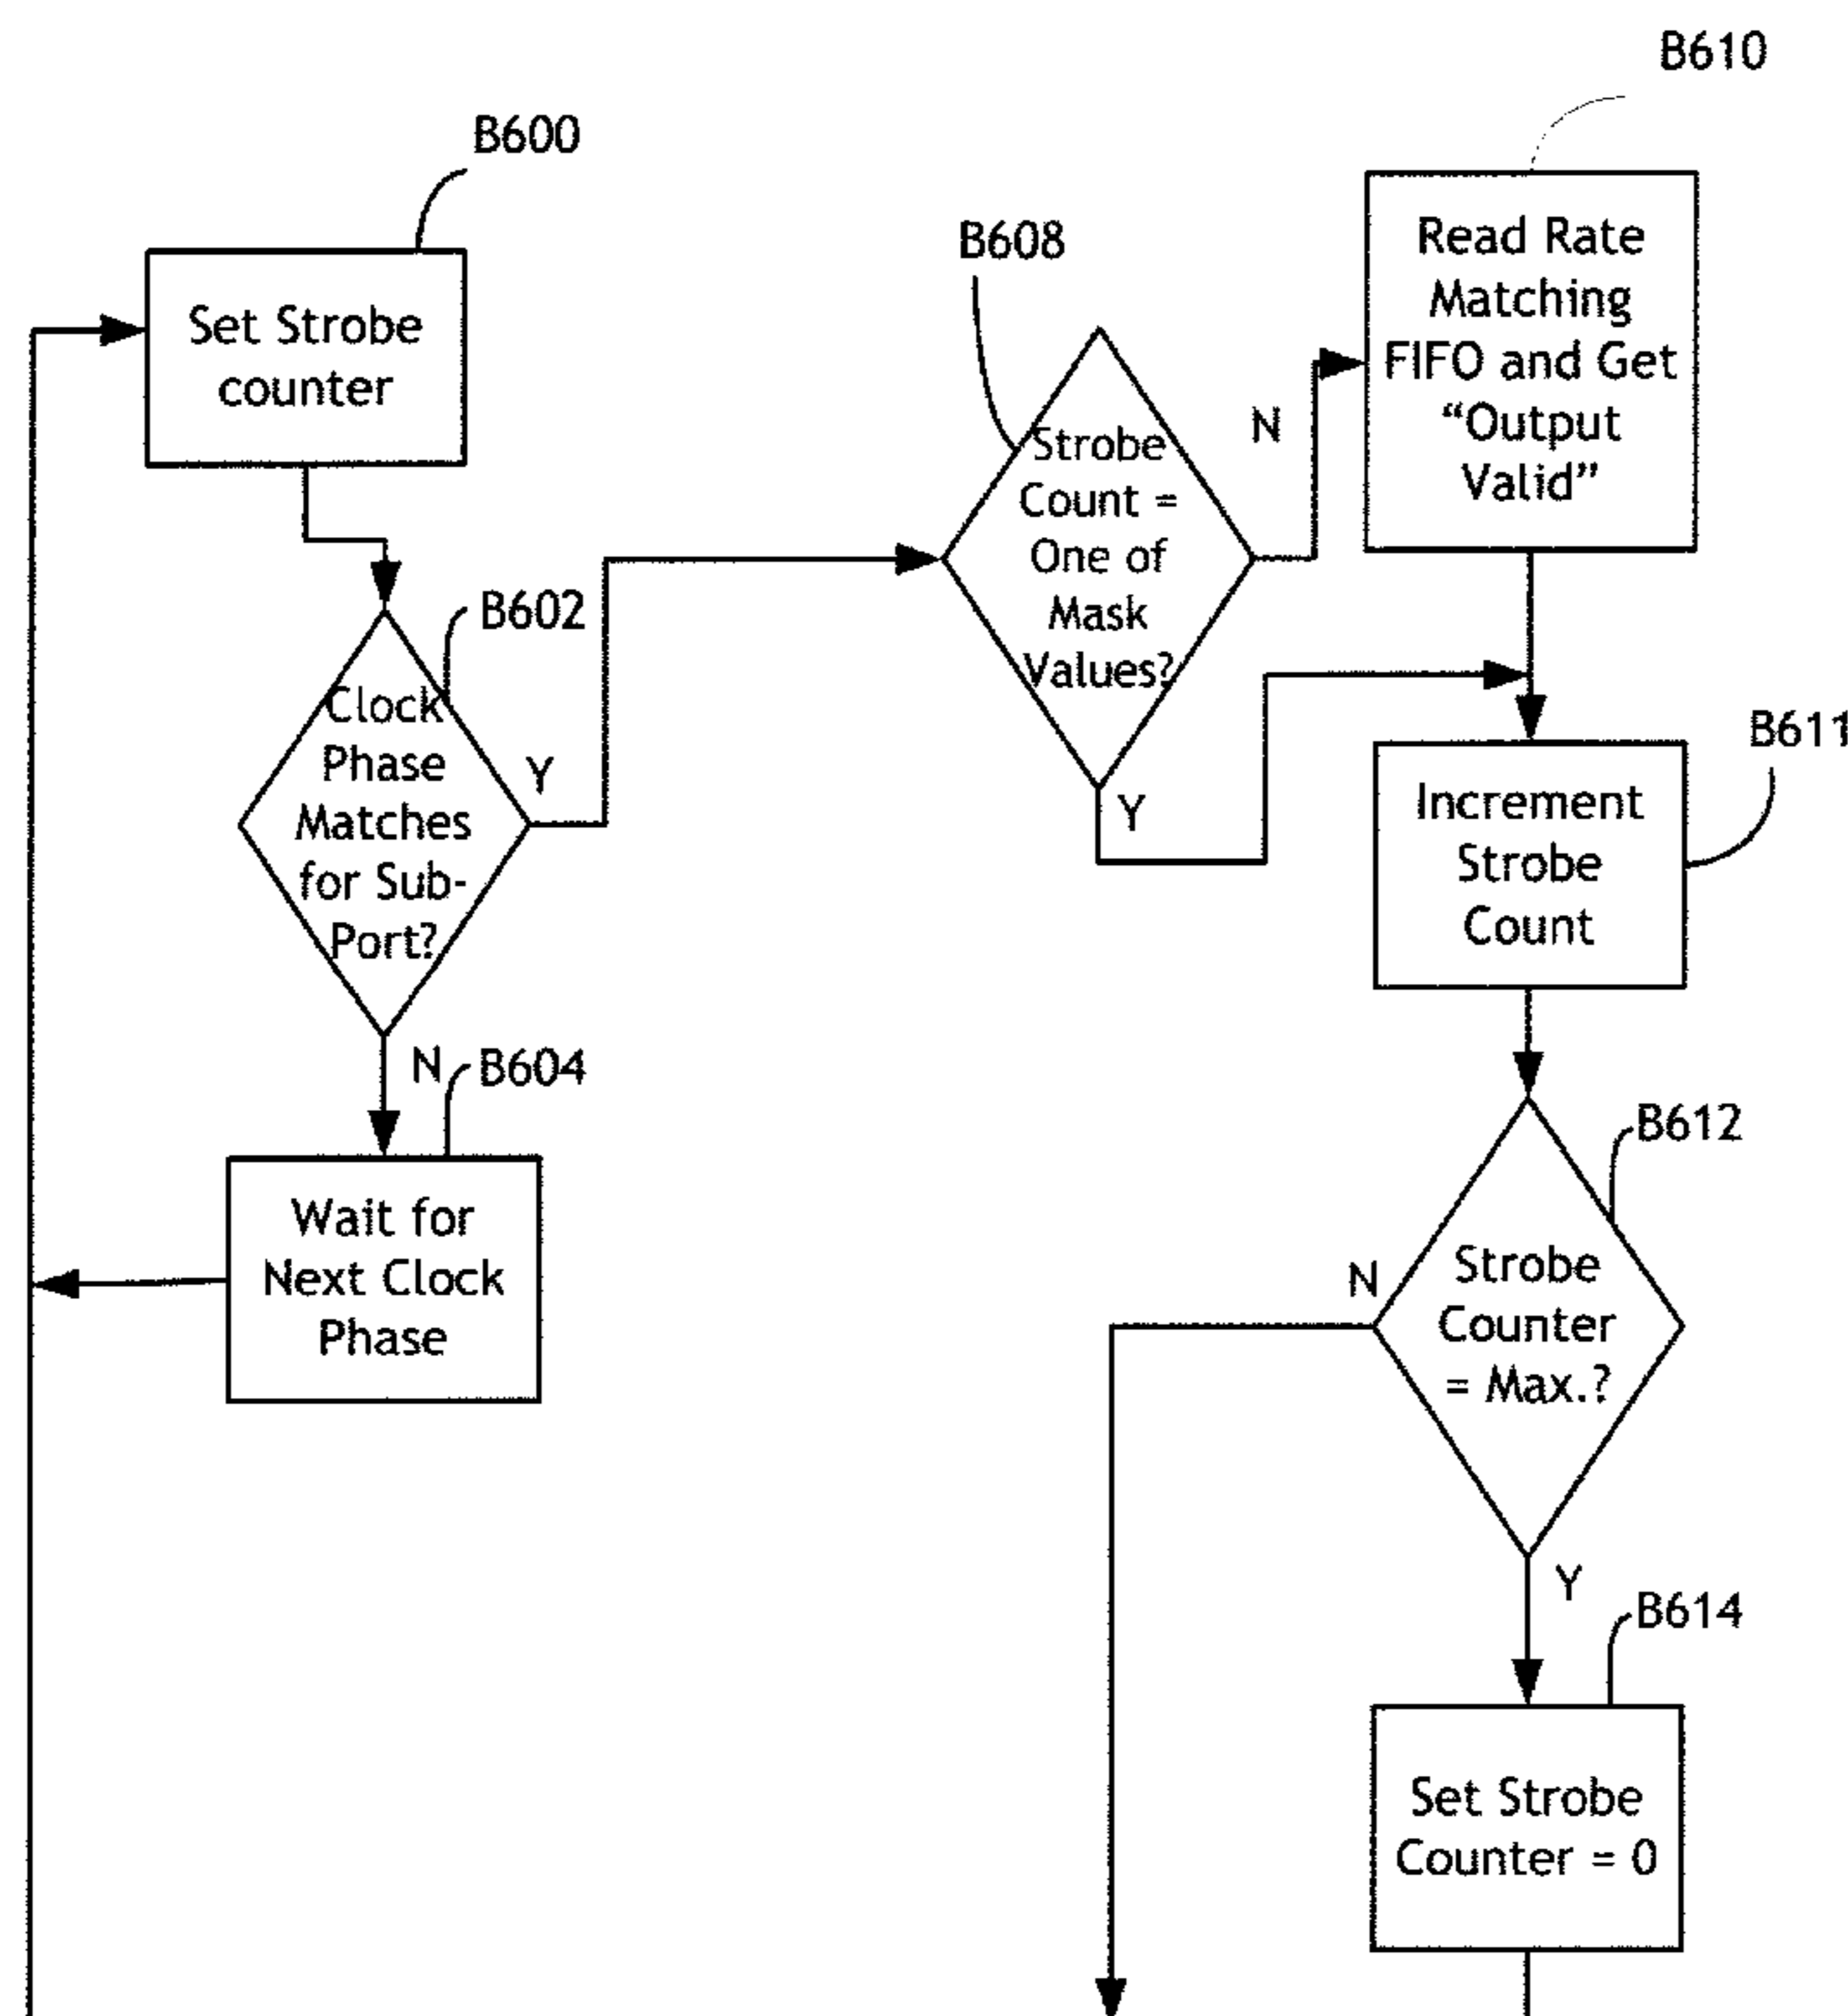 B600
Set Strobe
counter
B602
Clock
Phase
Matches
for Sub-
Port?
Y
N
B604
Wait for
Next Clock
Phase
B608
Strobe
Count =
One of
Mask
Values?
N
Y
B610
Read Rate
Matching
FIFO and Get
“Output
Valid”
B611
Increment
Strobe
Count
B612
Strobe
Counter
= Max.?
N
Y
B614
Set Strobe
Counter = 0